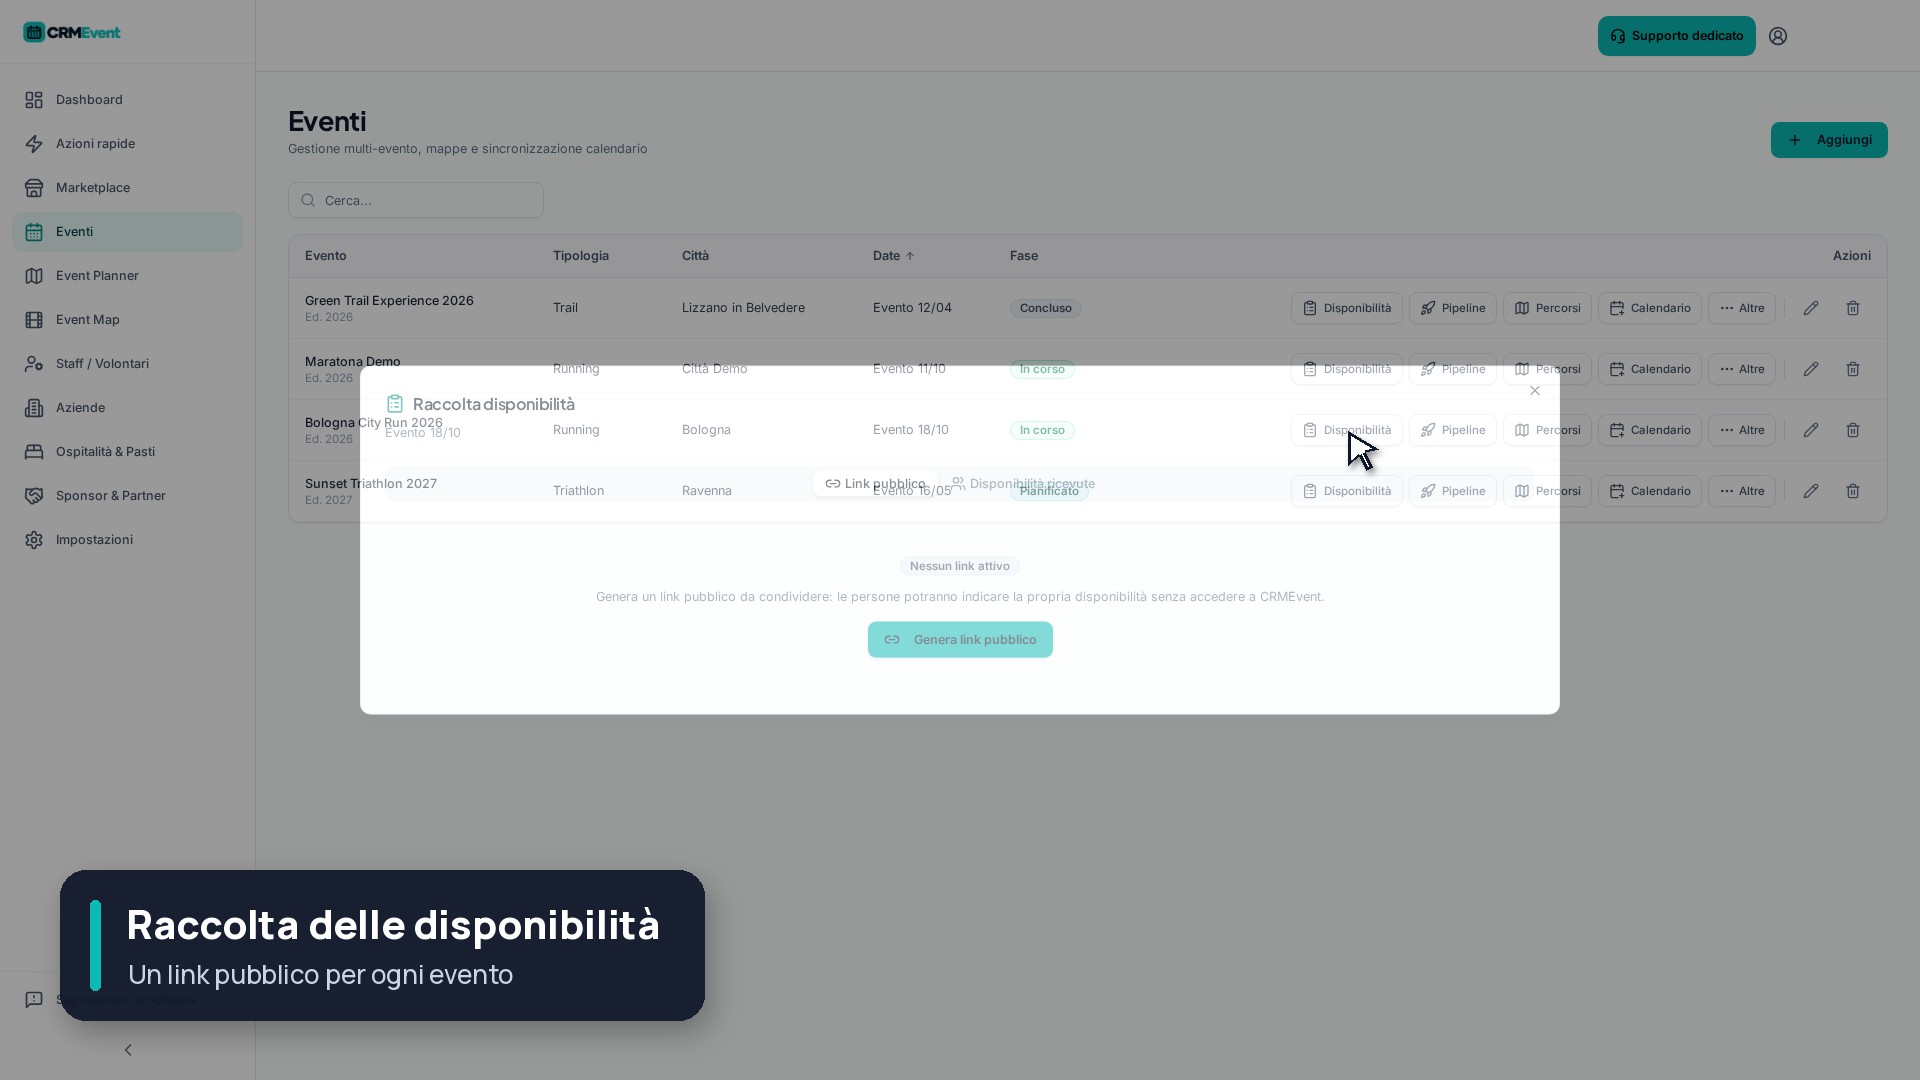 CRMEvent
Supporto dedicato
Dashboard
Azioni rapide
Marketplace
Eventi
Event Planner
Event Map
Staff / Volontari
Aziende
Ospitalità & Pasti
Sponsor & Partner
Impostazioni
Eventi
Gestione multi-evento, mappe e sincronizzazione calendario
Aggiungi
Cerca...
Evento Tipologia Città Date Fase Azioni
Green Trail Experience 2026
Ed. 2026
Trail Lizzano in Belvedere Evento 12/04 Concluso Disponibilità Pipeline Percorsi Calendario Altre
Maratona Demo
Ed. 2026
Running Città Demo Evento 11/10 In corso Disponibilità Pipeline Percorsi Calendario Altre
Bologna City Run 2026
Ed. 2026
Running Bologna Evento 18/10 In corso Disponibilità Pipeline Percorsi Calendario Altre
Sunset Triathlon 2027
Ed. 2027
Triathlon Ravenna Evento 16/05 Pianificato Disponibilità Pipeline Percorsi Calendario Altre
Raccolta disponibilità
Evento 18/10
Link pubblico Disponibilità ricevute
Nessun link attivo
Genera un link pubblico da condividere: le persone potranno indicare la propria disponibilità senza accedere a CRMEvent.
Genera link pubblico
Raccolta delle disponibilità
Un link pubblico per ogni evento